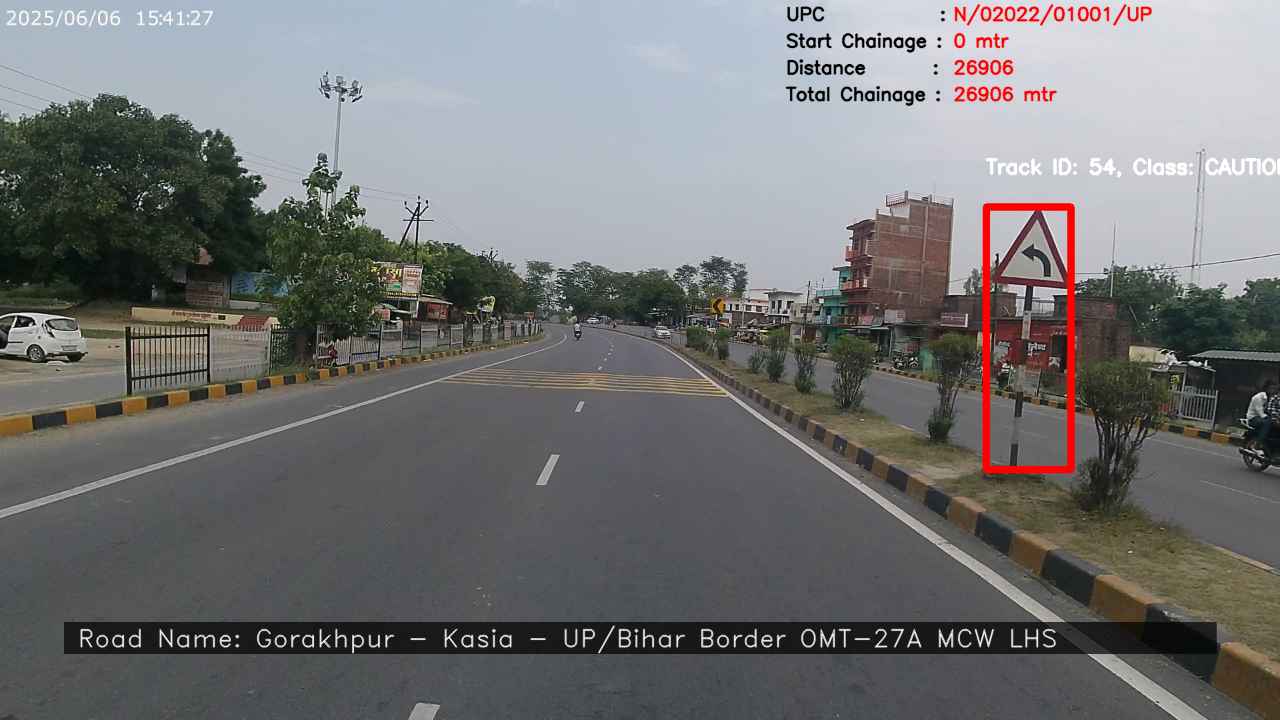 2025/06/06 15:41:27
UPC : N/02022/01001/UP
Start Chainage : 0 mtr
Distance : 26906
Total Chainage : 26906 mtr
Track ID: 54, Class: CAUTIO
Road Name: Gorakhpur - Kasia - UP/Bihar Border OMT-27A MCW LHS